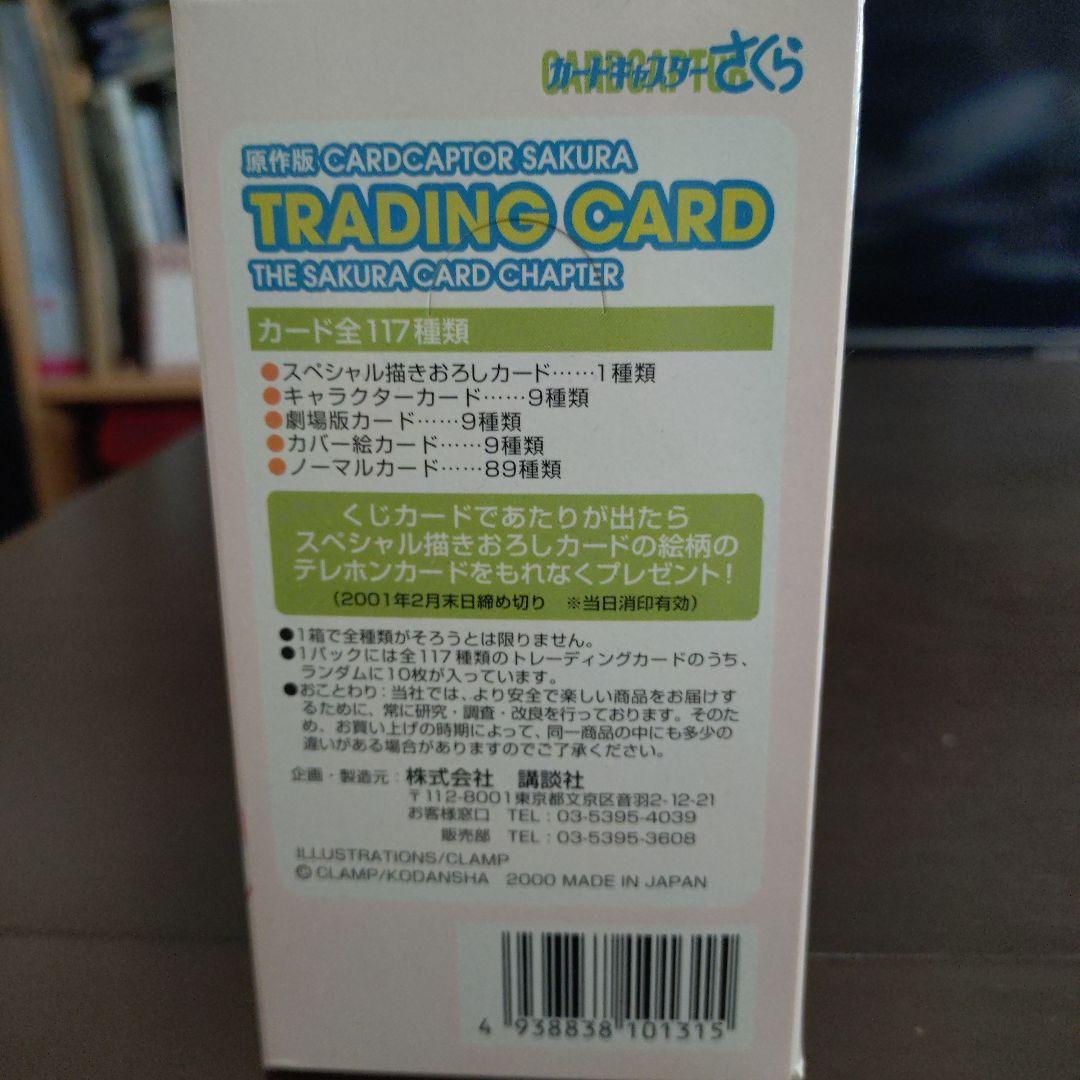 CARDCAPTOR
カードキャプターさくら
原作版 CARDCAPTOR SAKURA
TRADING CARD
THE SAKURA CARD CHAPTER
カード全117種類
●スペシャル描きおろしカード……1種類
●キャラクターカード……9種類
●劇場版カード……9種類
●カバー絵カード……9種類
●ノーマルカード……89種類
くじカードであたりが出たら
スペシャル描きおろしカードの絵柄の
テレホンカードをもれなくプレゼント！
（2001年2月末日締め切り　※当日消印有効）
●1箱で全種類がそろうとは限りません。
●1パックには全117種類のトレーディングカードのうち、
ランダムに10枚が入っています。
●おことわり：当社では、より安全で楽しい商品をお届けす
るために、常に研究・調査・改良を行っております。そのた
め、お買い上げの時期によって、同一商品の中にも多少の
違いがある場合がありますのでご了承ください。
企画・製造元：株式会社　講談社
〒112-8001東京都文京区音羽2-12-21
お客様窓口　TEL：03-5395-4039
販売部　TEL：03-5395-3608
ILLUSTRATIONS/CLAMP
© CLAMP/KODANSHA　2000 MADE IN JAPAN
4 938838 101315